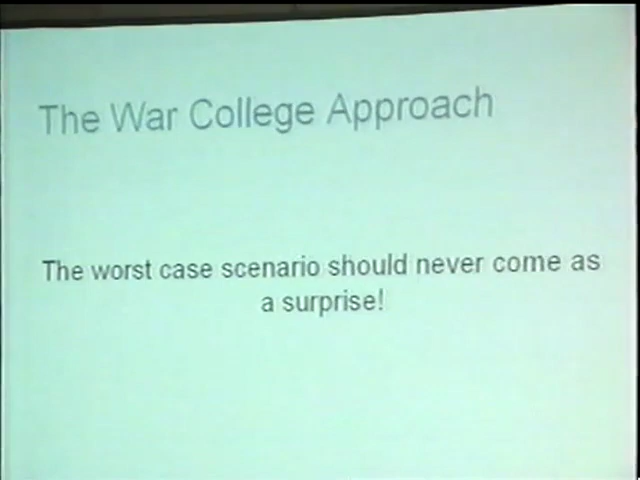 The War College Approach
The worst case scenario should never come as
a surprise!